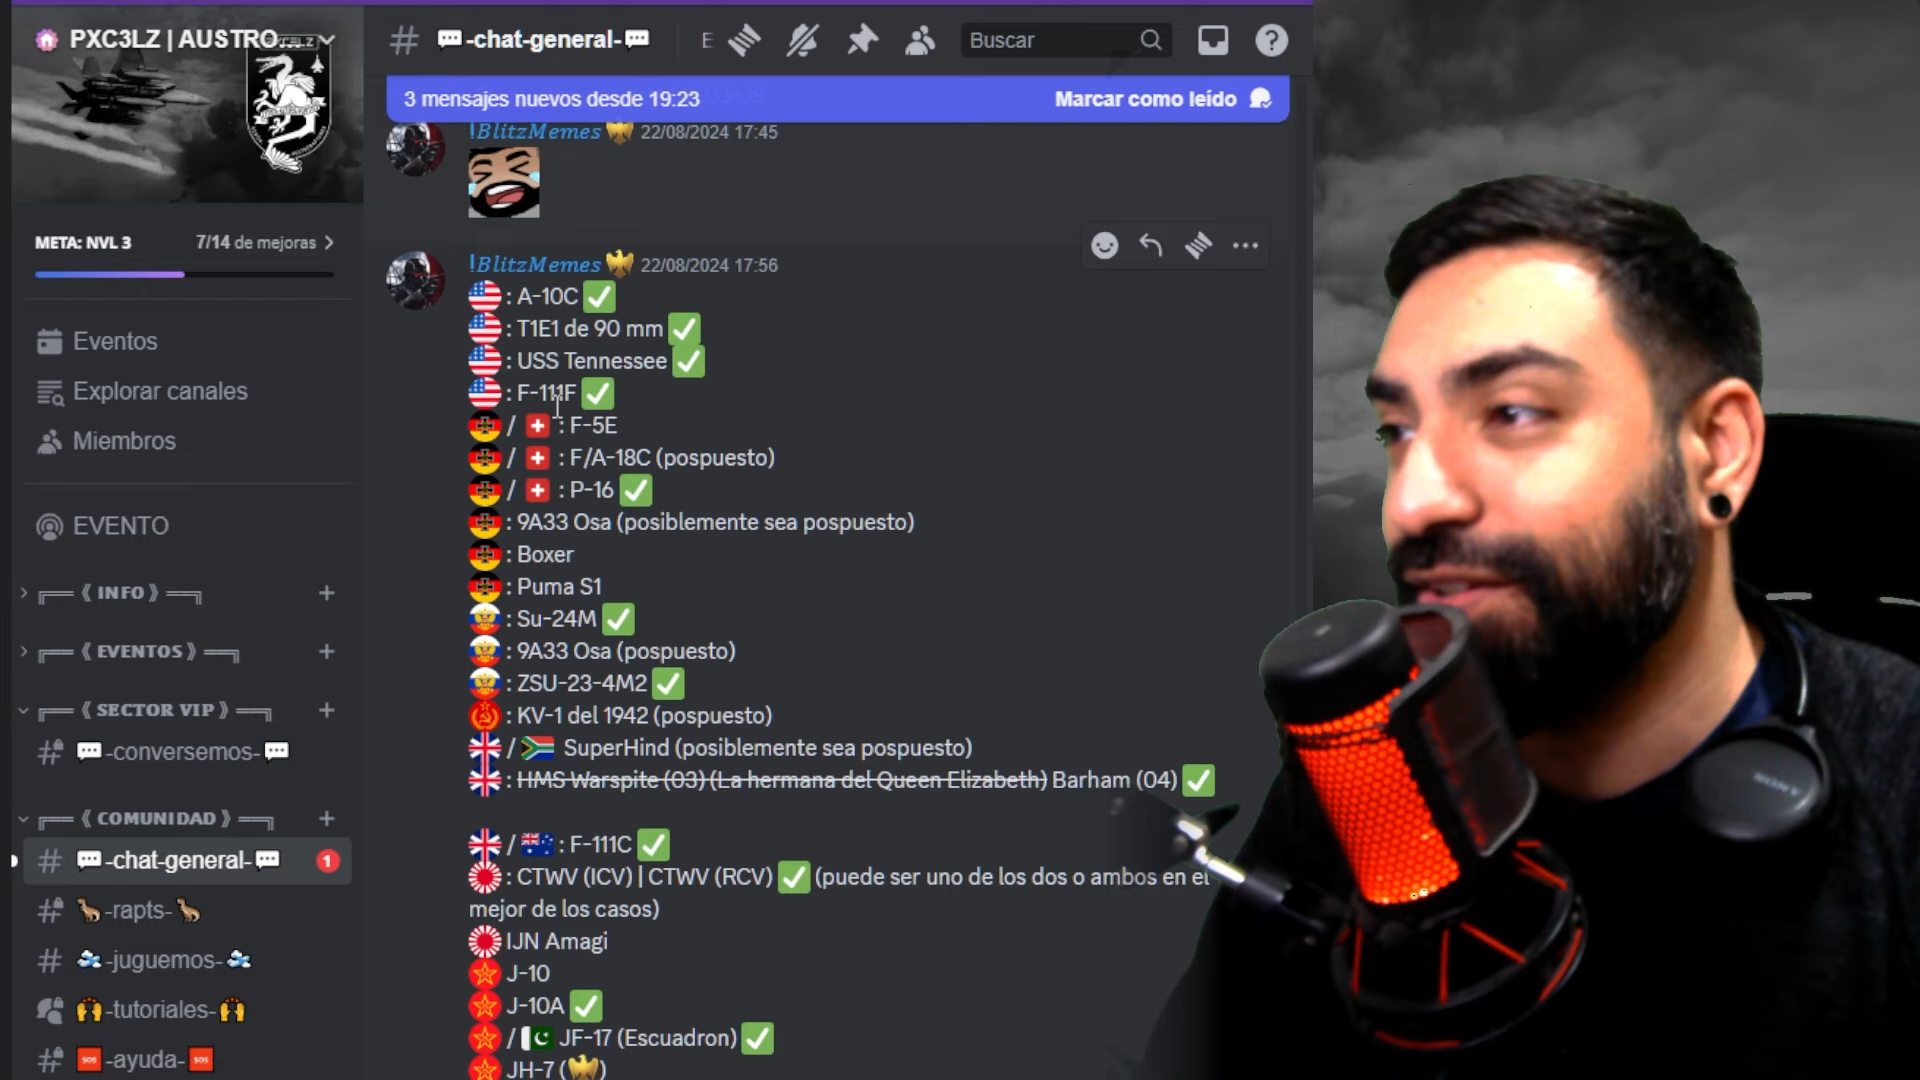 PXC3LZ | AUSTRO...
💬-chat-general-💬
E
Buscar
3 mensajes nuevos desde 19:23
Marcar como leído
!BlitzMemes 22/08/2024 17:45
META: NVL 3
7/14 de mejoras
!BlitzMemes 22/08/2024 17:56
: A-10C ✅
: T1E1 de 90 mm ✅
: USS Tennessee ✅
: F-111F ✅
/ : F-5E
/ : F/A-18C (pospuesto)
/ : P-16 ✅
: 9A33 Osa (posiblemente sea pospuesto)
: Boxer
: Puma S1
: Su-24M ✅
: 9A33 Osa (pospuesto)
: ZSU-23-4M2 ✅
: KV-1 del 1942 (pospuesto)
/ SuperHind (posiblemente sea pospuesto)
: HMS Warspite (03) (La hermana del Queen Elizabeth) Barham (04) ✅
/ : F-111C ✅
: CTWV (ICV) | CTWV (RCV) ✅ (puede ser uno de los dos o ambos en el
mejor de los casos)
IJN Amagi
J-10
J-10A ✅
/ JF-17 (Escuadron) ✅
JH-7 ( )
Eventos
Explorar canales
Miembros
EVENTO
╔══ 《 INFO 》 ══╗
╔══ 《 EVENTOS 》 ══╗
╔══ 《 SECTOR VIP 》 ══╗
💬-conversemos-💬
╔══ 《 COMUNIDAD 》 ══╗
💬-chat-general-💬 1
🦕-rapts-🦕
-juguemos-
🙌-tutoriales-🙌
🆘-ayuda-🆘
SONY